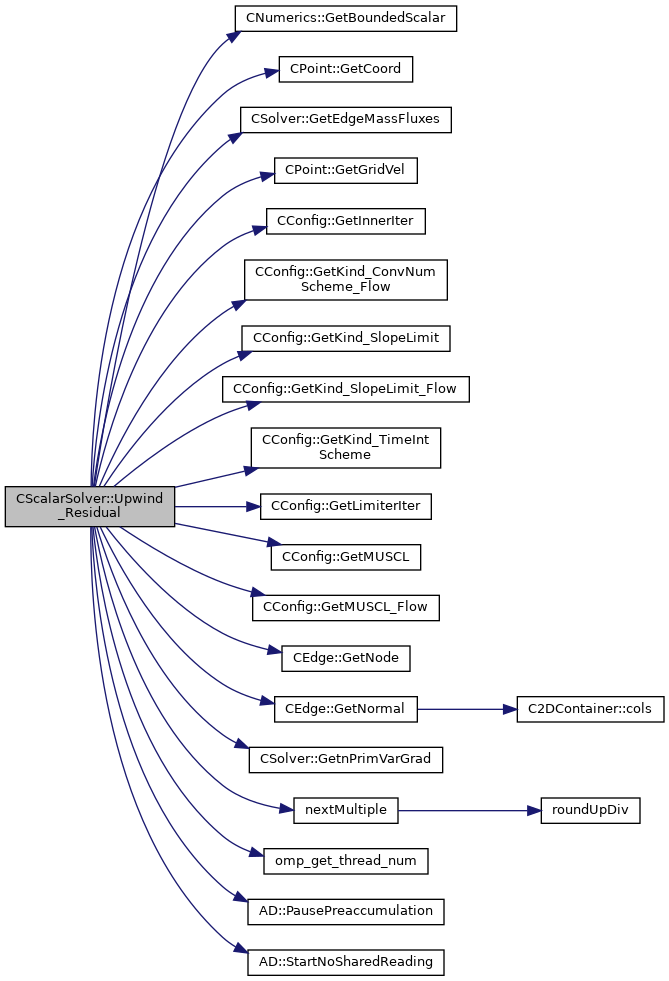 CNumerics::GetBoundedScalar
CPoint::GetCoord
CSolver::GetEdgeMassFluxes
CPoint::GetGridVel
CConfig::GetInnerIter
CConfig::GetKind_ConvNum
Scheme_Flow
CConfig::GetKind_SlopeLimit
CConfig::GetKind_SlopeLimit_Flow
CConfig::GetKind_TimeInt
Scheme
CScalarSolver::Upwind
_Residual
CConfig::GetLimiterIter
CConfig::GetMUSCL
CConfig::GetMUSCL_Flow
CEdge::GetNode
CEdge::GetNormal
C2DContainer::cols
CSolver::GetnPrimVarGrad
nextMultiple
roundUpDiv
omp_get_thread_num
AD::PausePreaccumulation
AD::StartNoSharedReading